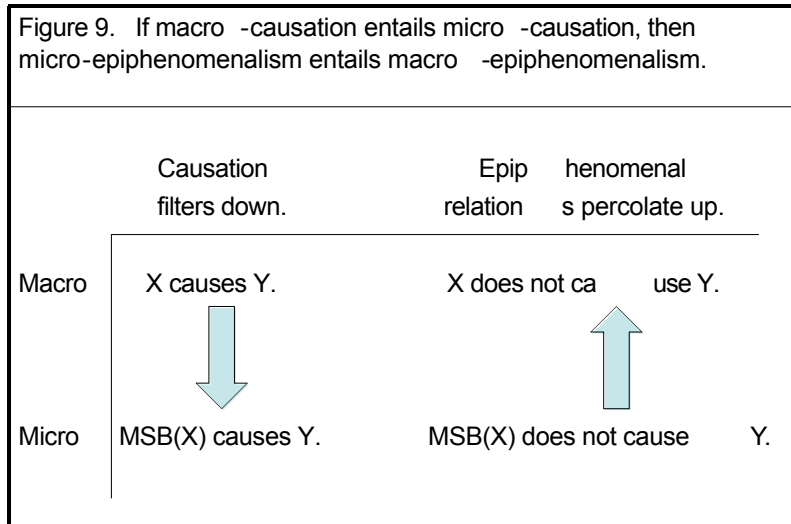 Figure 9. If macro -causation entails micro -causation, then
micro-epiphenomenalism entails macro -epiphenomenalism.
Causation Epip henomenal
filters down. relation s percolate up.
Macro X causes Y. X does not ca use Y.
Micro MSB(X) causes Y. MSB(X) does not cause Y.